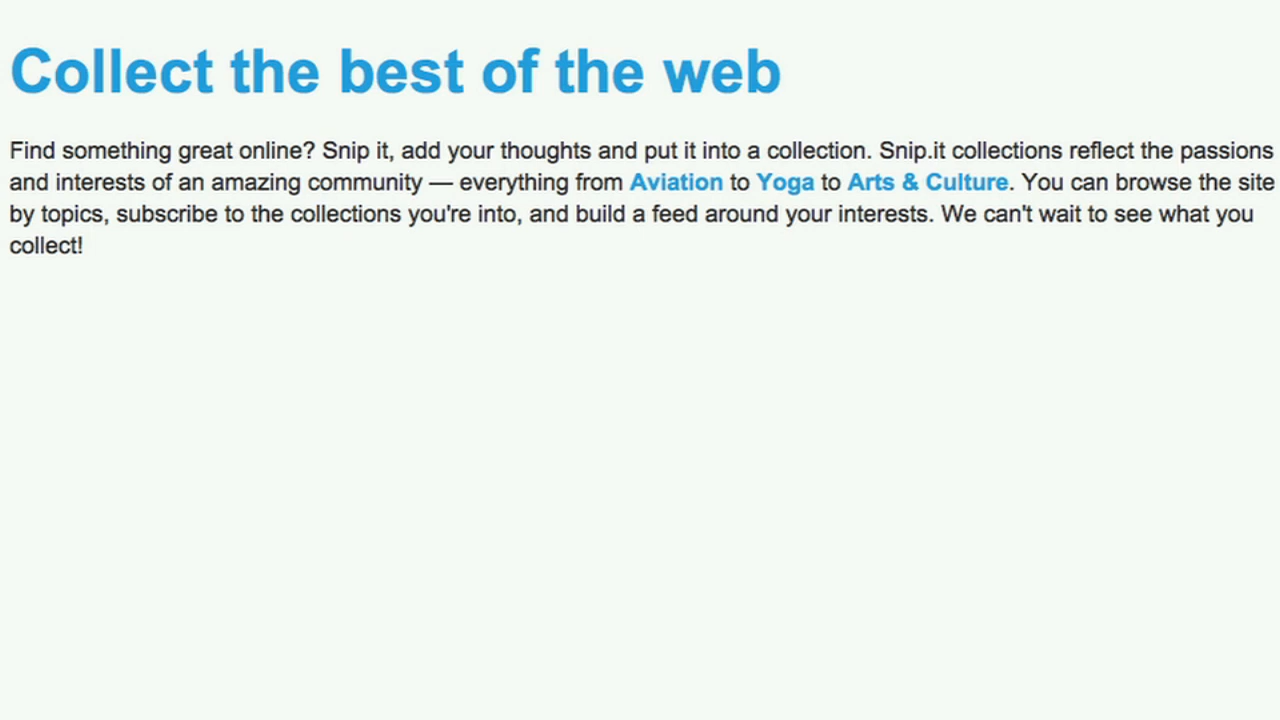 Collect the best of the web
Find something great online? Snip it, add your thoughts and put it into a collection. Snip.it collections reflect the passions
and interests of an amazing community — everything from Aviation to Yoga to Arts & Culture. You can browse the site
by topics, subscribe to the collections you're into, and build a feed around your interests. We can't wait to see what you
collect!